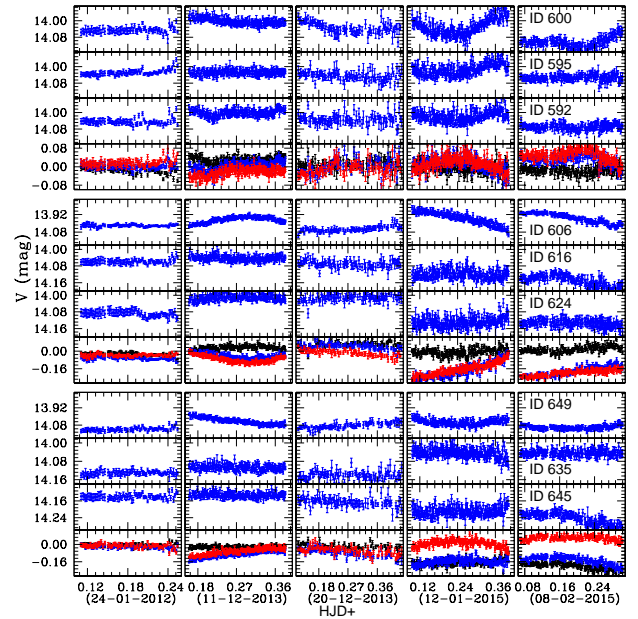 14.00 ID 600
14.08
14.00 ID 595
14.08
14.00 ID 592
14.08
0.08
0.00
−0.08
13.92
14.08 ID 606
14.00 ID 616
14.08
14.16
14.00 ID 624
14.08
14.16
0.00
−0.16
V (mag)
13.92 ID 649
14.08
14.00 ID 635
14.08
14.16
14.16 ID 645
14.24
0.00
−0.16
0.12 0.18 0.24 0.18 0.27 0.36 0.18 0.27 0.36 0.12 0.24 0.36 0.08 0.16 0.24
(24-01-2012) (11-12-2013) (20-12-2013) (12-01-2015) (08-02-2015)
HJD+